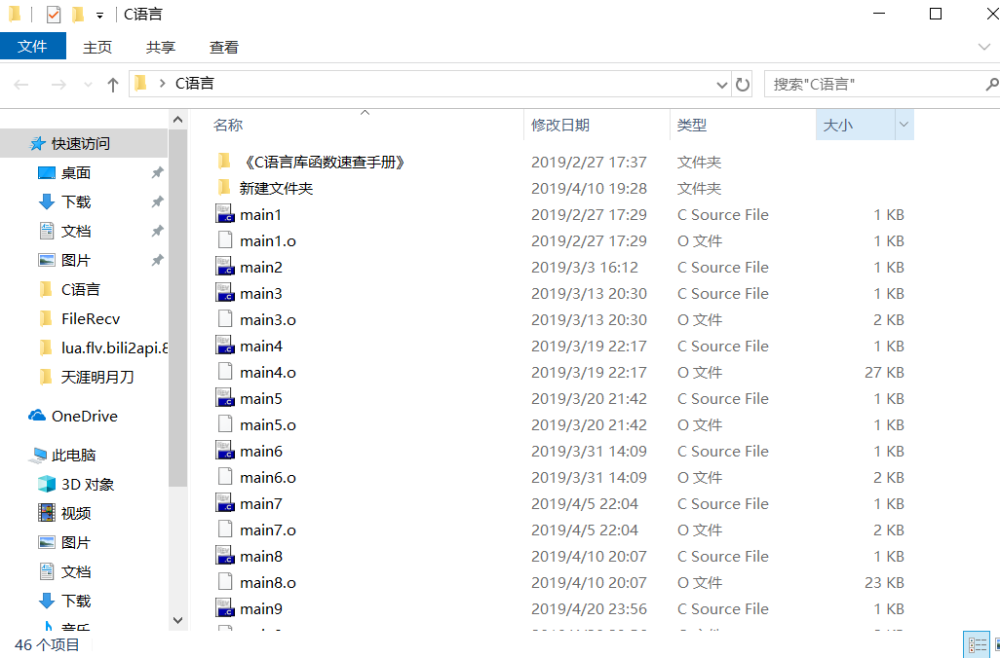 C语言
文件 主页 共享 查看
C语言 搜索"C语言"
名称 修改日期 类型 大小
快速访问
桌面
下载
文档
图片
C语言
FileRecv
lua.flv.bili2api.8
天涯明月刀
OneDrive
此电脑
3D 对象
视频
图片
文档
下载
音乐
《C语言库函数速查手册》 2019/2/27 17:37 文件夹
新建文件夹 2019/4/10 19:28 文件夹
main1 2019/2/27 17:29 C Source File 1 KB
main1.o 2019/2/27 17:29 O 文件 1 KB
main2 2019/3/3 16:12 C Source File 1 KB
main3 2019/3/13 20:30 C Source File 1 KB
main3.o 2019/3/13 20:30 O 文件 2 KB
main4 2019/3/19 22:17 C Source File 1 KB
main4.o 2019/3/19 22:17 O 文件 27 KB
main5 2019/3/20 21:42 C Source File 1 KB
main5.o 2019/3/20 21:42 O 文件 1 KB
main6 2019/3/31 14:09 C Source File 1 KB
main6.o 2019/3/31 14:09 O 文件 2 KB
main7 2019/4/5 22:04 C Source File 1 KB
main7.o 2019/4/5 22:04 O 文件 2 KB
main8 2019/4/10 20:07 C Source File 1 KB
main8.o 2019/4/10 20:07 O 文件 23 KB
main9 2019/4/20 23:56 C Source File 1 KB
46 个项目